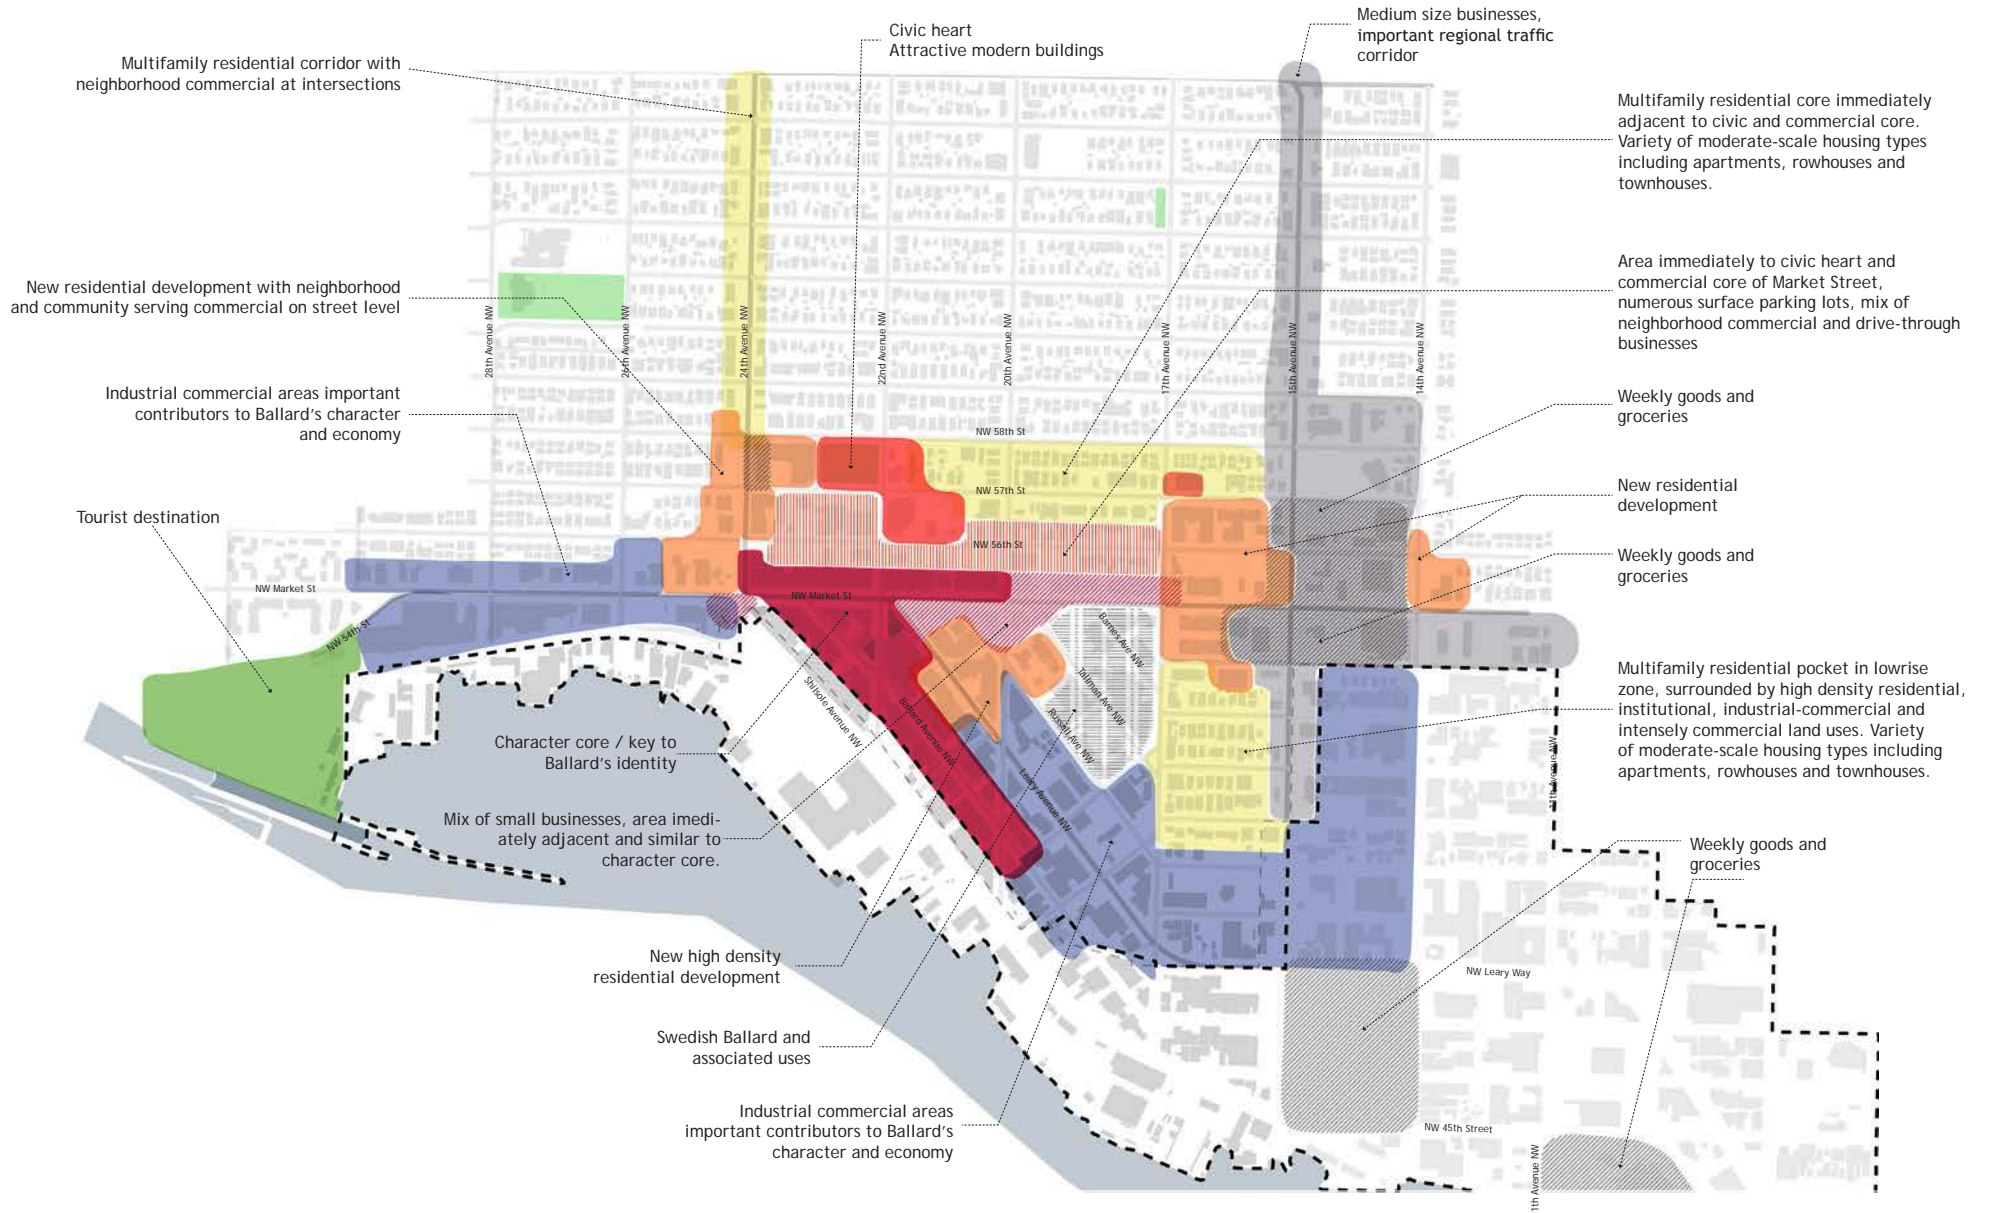 Civic heart
Attractive modern buildings
Medium size businesses,
important regional traffic
corridor
Multifamily residential corridor with
neighborhood commercial at intersections
Multifamily residential core immediately
adjacent to civic and commercial core.
Variety of moderate-scale housing types
including apartments, rowhouses and
townhouses.
New residential development with neighborhood
and community serving commercial on street level
Area immediately to civic heart and
commercial core of Market Street,
numerous surface parking lots, mix of
neighborhood commercial and drive-through
businesses
28th Avenue NW
26th Avenue NW
24th Avenue NW
22nd Avenue NW
20th Avenue NW
17th Avenue NW
15th Avenue NW
14th Avenue NW
Industrial commercial areas important
contributors to Ballard's character
and economy
Weekly goods and
groceries
NW 58th St
NW 57th St
NW 56th St
New residential
development
Tourist destination
Weekly goods and
groceries
NW Market St
NW Market St
NW 54th St
Barnes Ave NW
Tallman Ave NW
Russell Ave NW
Shilsole Avenue NW
Ballard Avenue NW
Leary Avenue NW
Multifamily residential pocket in lowrise
zone, surrounded by high density residential,
institutional, industrial-commercial and
intensely commercial land uses. Variety
of moderate-scale housing types including
apartments, rowhouses and townhouses.
11th Avenue NW
Character core / key to
Ballard's identity
Mix of small businesses, area imedi-
ately adjacent and similar to
character core.
Weekly goods and
groceries
New high density
residential development
NW Leary Way
Swedish Ballard and
associated uses
Industrial commercial areas
important contributors to Ballard's
character and economy
NW 45th Street
1th Avenue NW